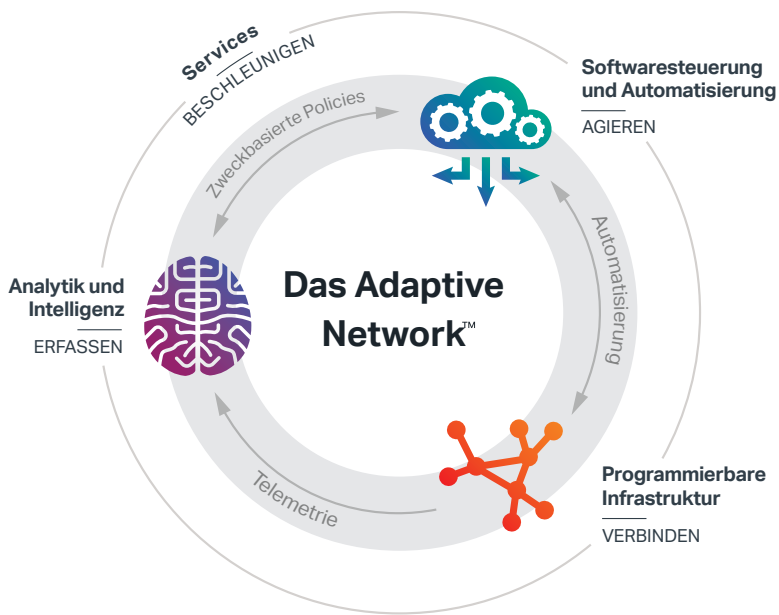 Services
BESCHLEUNIGEN
Softwaresteuerung
und Automatisierung
AGIEREN
Zweckbasierte Policies
Das Adaptive
Network™
Automatisierung
Analytik und
Intelligenz
ERFASSEN
Telemetrie
Programmierbare
Infrastruktur
VERBINDEN